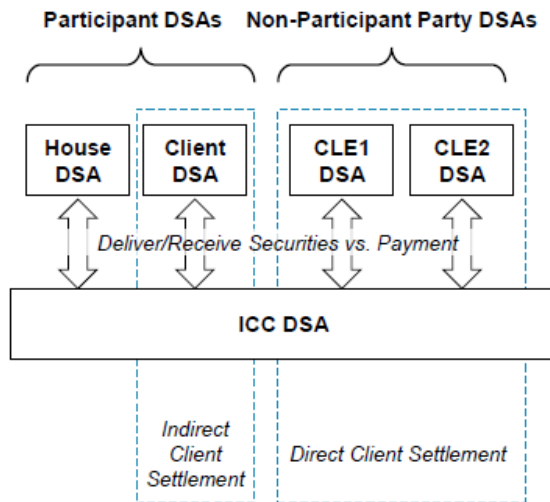 Participant DSAs
Non-Participant Party DSAs
House
DSA
Client
DSA
CLE1
DSA
CLE2
DSA
Deliver/Receive Securities vs. Payment
ICC DSA
Indirect
Client
Settlement
Direct Client Settlement